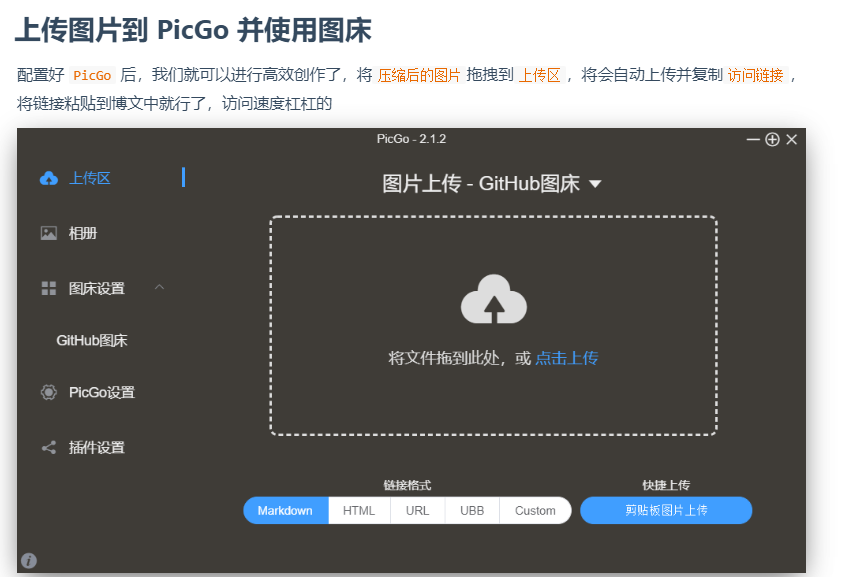 上传图片到 PicGo 并使用图床
配置好 PicGo 后，我们就可以进行高效创作了，将 压缩后的图片 拖拽到 上传区 ，将会自动上传并复制 访问链接 ，
将链接粘贴到博文中就行了，访问速度杠杠的
PicGo - 2.1.2
上传区
图片上传 - GitHub图床
相册
图床设置
GitHub图床
将文件拖到此处，或 点击上传
PicGo设置
插件设置
链接格式
快捷上传
Markdown HTML URL UBB Custom
剪贴板图片上传